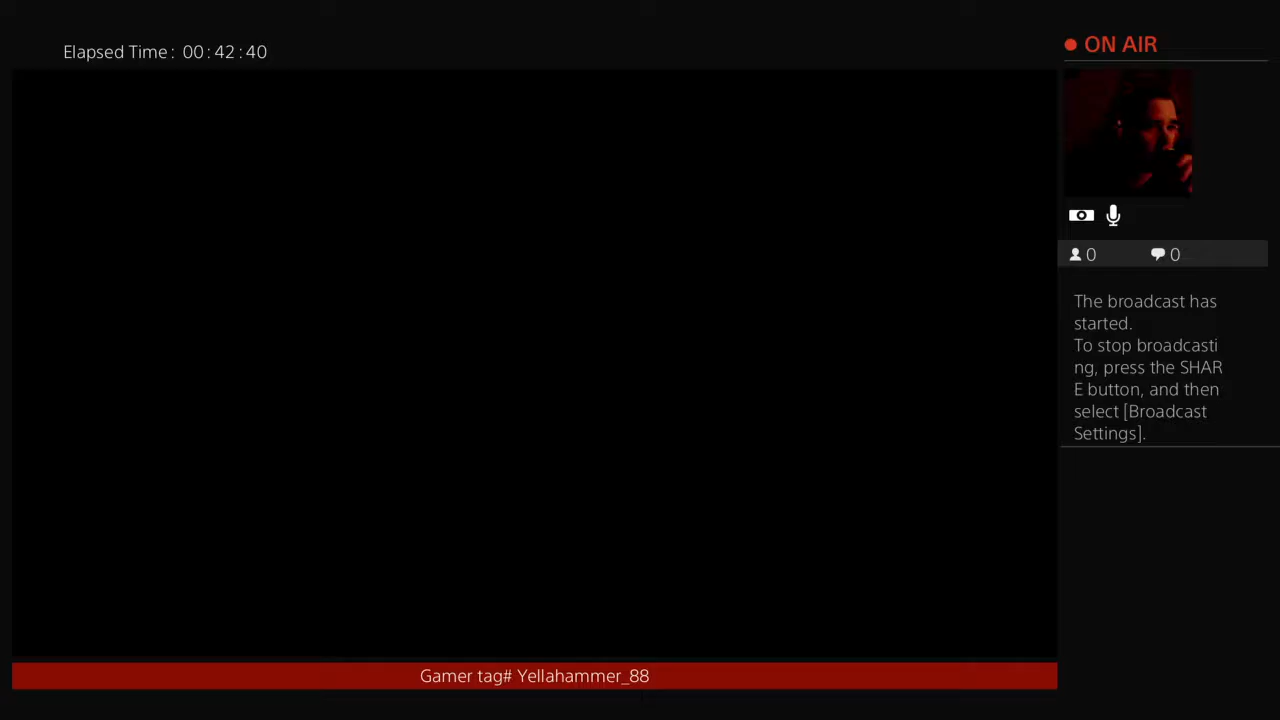 Elapsed Time: 00:42:40
ON AIR
0 0
The broadcast has
started.
To stop broadcasti
ng, press the SHAR
E button, and then
select [Broadcast
Settings].
Gamer tag# Yellahammer_88